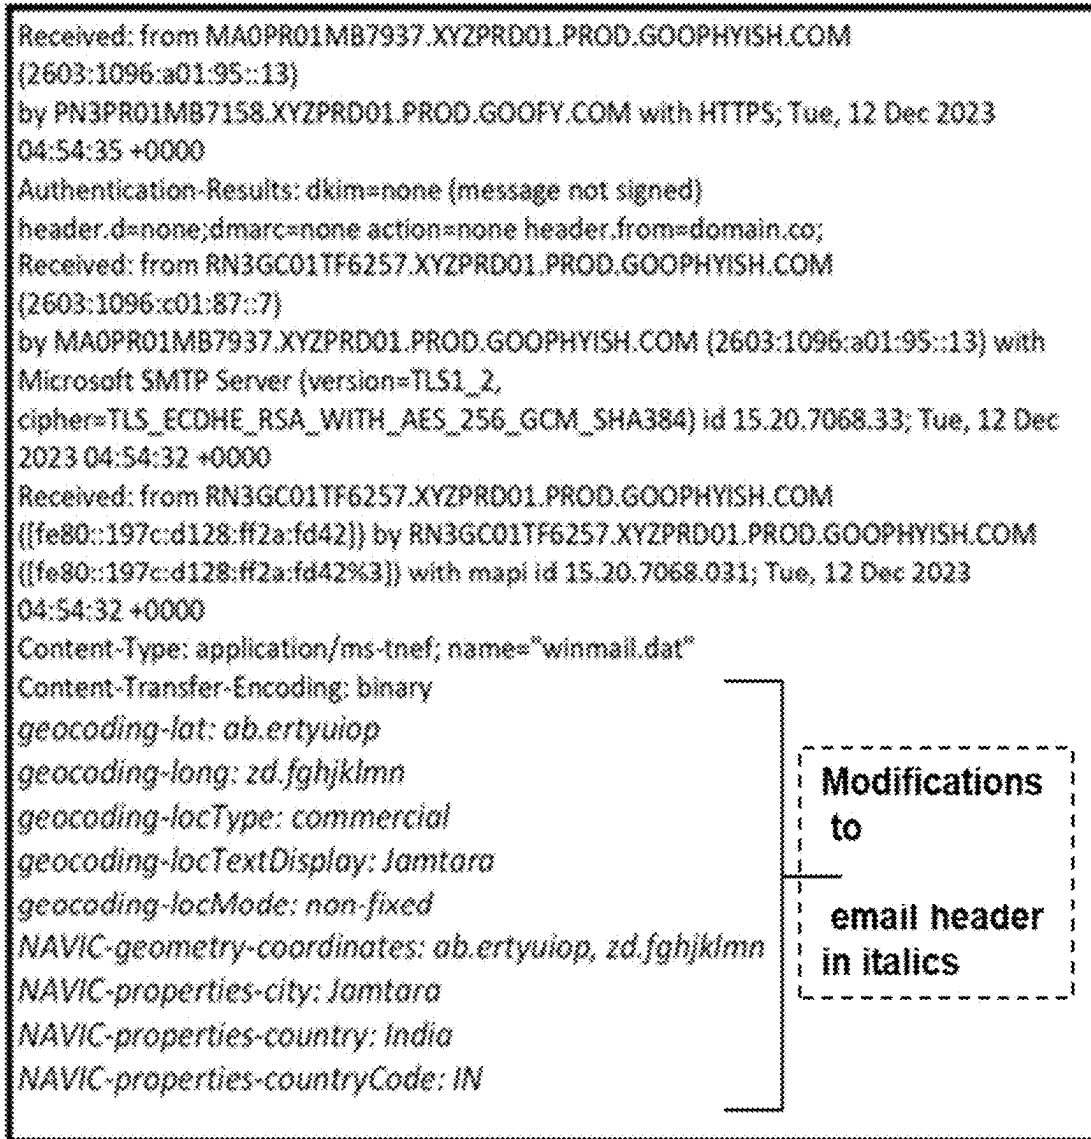 Received: from MA0PR01MB7937.XYZPRD01.PROD.GOOPHYISH.COM
(2603:1096:a01:95::13)
by PN3PR01MB7158.XYZPRD01.PROD.GOOFY.COM with HTTPS; Tue, 12 Dec 2023
04:54:35 +0000
Authentication-Results: dkim=none (message not signed)
header.d=none;dmarc=none action=none header.from=domain.co;
Received: from RN3GC01TF6257.XYZPRD01.PROD.GOOPHYISH.COM
(2603:1096:c01:87::7)
by MA0PR01MB7937.XYZPRD01.PROD.GOOPHYISH.COM (2603:1096:a01:95::13) with
Microsoft SMTP Server (version=TLS1_2,
cipher=TLS_ECDHE_RSA_WITH_AES_256_GCM_SHA384) id 15.20.7068.33; Tue, 12 Dec
2023 04:54:32 +0000
Received: from RN3GC01TF6257.XYZPRD01.PROD.GOOPHYISH.COM
([fe80::197c:d128:ff2a:fd42]) by RN3GC01TF6257.XYZPRD01.PROD.GOOPHYISH.COM
([fe80::197c:d128:ff2a:fd42%3]) with mapi id 15.20.7068.031; Tue, 12 Dec 2023
04:54:32 +0000
Content-Type: application/ms-tnef; name="winmail.dat"
Content-Transfer-Encoding: binary
geocoding-lat: ab.ertyuiop
geocoding-long: zd.fghjklmn
geocoding-locType: commercial
geocoding-locTextDisplay: Jamtara
geocoding-locMode: non-fixed
NAVIC-geometry-coordinates: ab.ertyuiop, zd.fghjklmn
NAVIC-properties-city: Jamtara
NAVIC-properties-country: India
NAVIC-properties-countryCode: IN
Modifications
to
email header
in italics